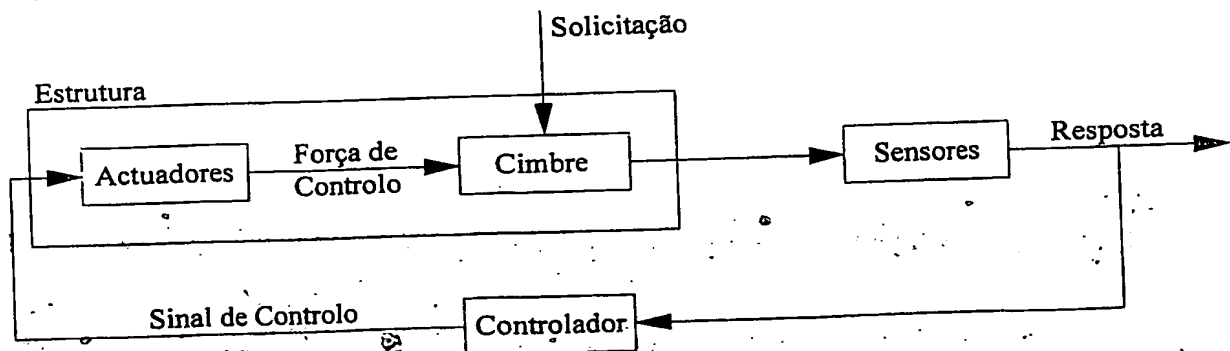 Solicitação
Estrutura
Actuadores
Força de
Controlo
Cimbre
Sensores
Resposta
Sinal de Controlo
Controlador